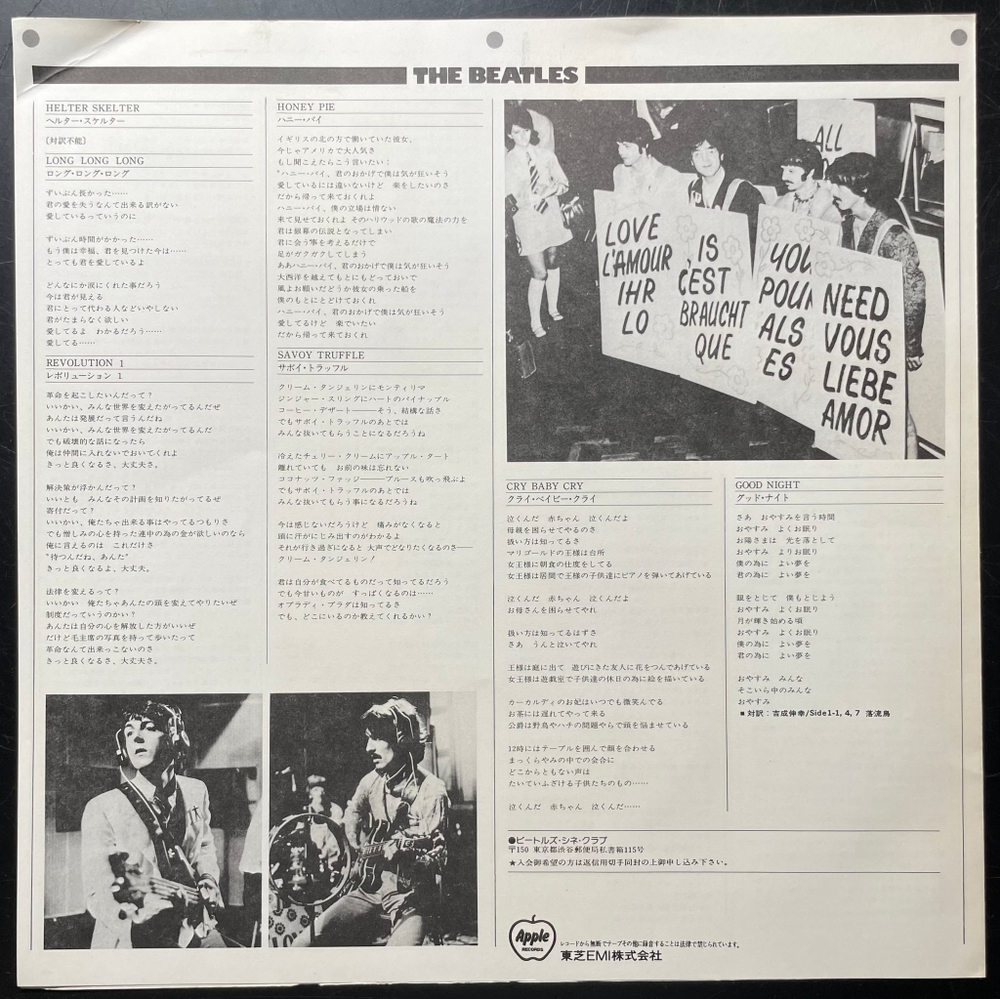 THE BEATLES
HELTER SKELTER
ヘルター・スケルター
〔対訳不能〕
LONG LONG LONG
ロング・ロング・ロング
ずいぶん長かった……
君の愛を失うなんて出来る訳がない
愛しているっていうのに
ずいぶん時間がかかった……
もう僕は幸福、君を見つけた今は……
とっても君を愛しているよ
どんなにか涙にくれた事だろう
今は君が見える
君にとって代わる人などいやしない
君がたまらなく欲しい
愛してるよ　わかるだろう……
愛してる……
REVOLUTION 1
レボリューション 1
革命を起こしたいんだって？
いいかい、みんな世界を変えたがってるんだぜ
あんたは発展だって言うんだね
いいかい、みんな世界を変えたがってるんだ
でも破壊的な話になったら
俺は仲間に入れないでおいてくれよ
きっと良くなるさ、大丈夫さ。
解決策が浮かんだって？
いいとも　みんなその計画を知りたがってるぜ
寄付だって？
いいかい、俺たちゃ出来る事はやってるつもりさ
でも憎しみの心を持った連中の為の金が欲しいのなら
俺に言えるのは　これだけさ
“待つんだね、あんた”
きっと良くなるよ、大丈夫。
法律を変えるって？
いいかい　俺たちゃあんたの頭を変えてやりたいぜ
制度だっていうのかい？
あんたは自分の心を解放した方がいいぜ
だけど毛主席の写真を持って歩いたって
革命なんて出来っこないのさ
きっと良くなるさ、大丈夫さ。
HONEY PIE
ハニー・パイ
イギリスの北の方で働いていた彼女、
今じゃアメリカで大人気さ
もし聞こえたらこう言いたい：
“ハニー・パイ、君のおかげで僕は気が狂いそう
愛しているには違いないけど　楽をしたいのさ
だから帰って来ておくれよ
ハニー・パイ、僕の立場は情ない
来て見せておくれよ そのハリウッドの歌の魔法の力を
君は銀幕の伝説となってしまい
君に会う事を考えるだけで
足がガクガクしてしまう
ああハニー・パイ、君のおかげで僕は気が狂いそう
大西洋を越えてもとにもどっておいで
風よお願いだどうか彼女の乗った船を
僕のもとにとどけておくれ
ハニー・パイ、君のおかげで僕は気が狂いそう
愛してるけど　楽でいたい
だから帰って来ておくれ
SAVOY TRUFFLE
サボイ・トラッフル
クリーム・タンジェリンにモンティリマ
ジンジャー・スリングにハートのパイナップル
コーヒー・デザート――そう、結構な話さ
でもサボイ・トラッフルのあとでは
みんな抜いてもらうことになるだろうね
冷えたチェリー・クリームにアップル・タート
離れていても　お前の味は忘れない
ココナッツ・ファッジ――ブルースも吹っ飛ぶよ
でもサボイ・トラッフルのあとでは
みんな抜いてもらう事になるだろうね
今は感じないだろうけど　痛みがなくなると
頭に汗がにじみ出すのがわかるよ
それが行き過ぎになると 大声でどなりたくなるのさ――
クリーム・タンジェリン！
君は自分が食べてるものだって知ってるだろう
でも今甘いものが　すっぱくなるのは……
オブラディ・ブラダは知ってるさ
でも、どこにいるのか教えてくれるかい？
ALL
LOVE
L'AMOUR
IHR
LO
IS
C'EST
BRAUCHT
QUE
YOU
POUR
ALS
ES
NEED
VOUS
LIEBE
AMOR
CRY BABY CRY
クライ・ベイビー・クライ
泣くんだ　赤ちゃん　泣くんだよ
母親を困らせてやるのさ
扱い方は知ってるさ
マリゴールドの王様は台所
女王様に朝食の仕度をしてる
女王様は居間で王様の子供達にピアノを弾いてあげている
泣くんだ　赤ちゃん　泣くんだよ
お母さんを困らせてやれ
扱い方は知ってるはずさ
さあ　うんと泣いてやれ
王様は庭に出て　遊びにきた友人に花をつんであげている
女王様は遊戯室で子供達の休日の為に絵を描いている
カーカルディのお妃はいつでも微笑んでる
お茶には遅れてやって来る
公爵は野鳥やハチの問題やらで頭を悩ませている
12時にはテーブルを囲んで顔を合わせる
まっくらやみの中での会合に
どこからともない声は
たいていふざける子供たちのもの……
泣くんだ　赤ちゃん　泣くんだ……
GOOD NIGHT
グッド・ナイト
さあ　おやすみを言う時間
おやすみ　よくお眠り
お陽さまは　光を落として
おやすみ　よりお眠り
僕の為に　よい夢を
君の為に　よい夢を
眼をとじて　僕もとじよう
おやすみ　よくお眠り
月が輝き始める頃
おやすみ　よくお眠り
僕の為に　よい夢を
君の為に　よい夢を
おやすみ　みんな
そこいら中のみんな
おやすみ
■対訳：吉成伸幸/Side1-1, 4, 7 落流鳥
●ビートルズ・シネ・クラブ
〒150 東京都渋谷郵便局私書箱115号
★入会御希望の方は返信用切手同封の上御申し込み下さい。
Apple
RECORDS
レコードから無断でテープその他に録音することは法律で禁じられています。
東芝EMI株式会社